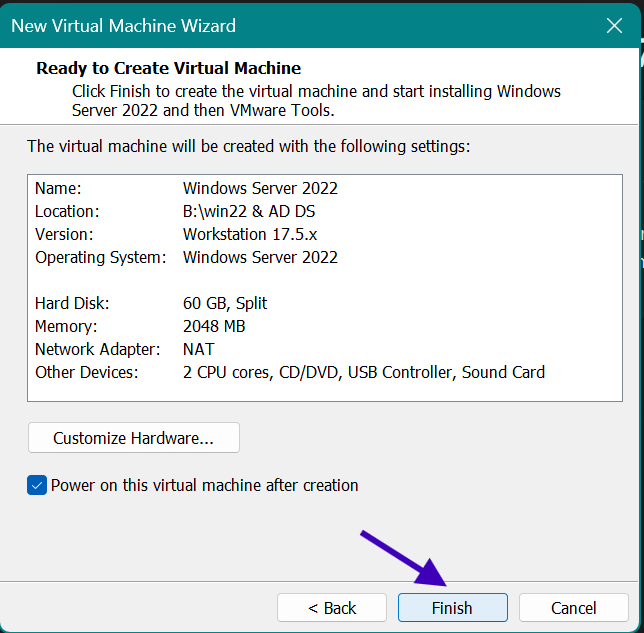 New Virtual Machine Wizard
Ready to Create Virtual Machine
Click Finish to create the virtual machine and start installing Windows
Server 2022 and then VMware Tools.
The virtual machine will be created with the following settings:
Name: Windows Server 2022
Location: B:\win22 & AD DS
Version: Workstation 17.5.x
Operating System: Windows Server 2022
Hard Disk: 60 GB, Split
Memory: 2048 MB
Network Adapter: NAT
Other Devices: 2 CPU cores, CD/DVD, USB Controller, Sound Card
Customize Hardware...
Power on this virtual machine after creation
< Back Finish Cancel